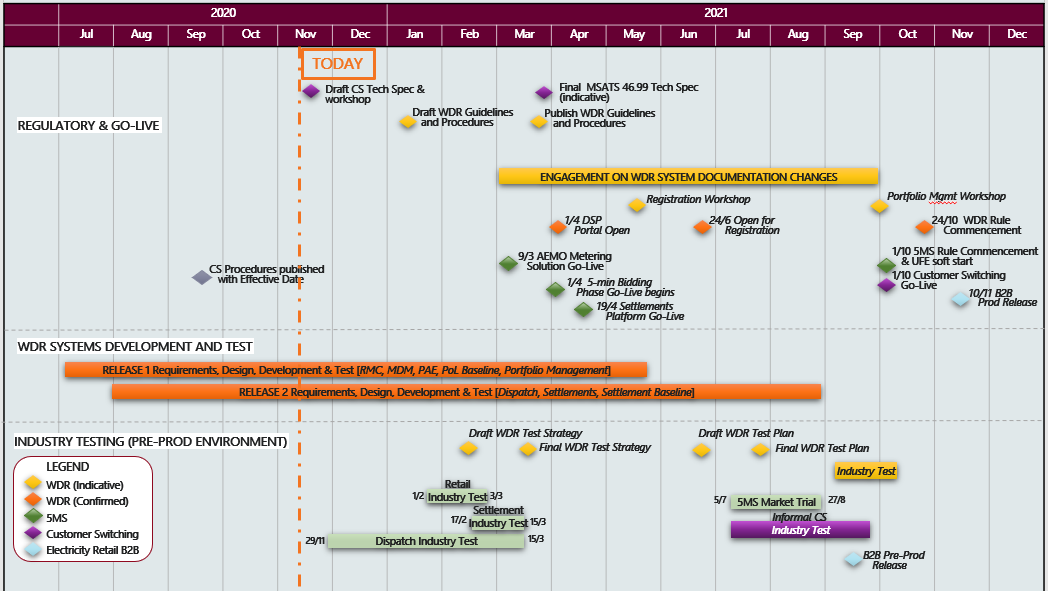 2020
2021
Jul Aug Sep Oct Nov Dec Jan Feb Mar Apr May Jun Jul Aug Sep Oct Nov Dec
TODAY
Draft CS Tech Spec &
workshop
Final MSATS 46.99 Tech Spec
(indicative)
Draft WDR Guidelines
and Procedures
Publish WDR Guidelines
and Procedures
REGULATORY & GO-LIVE
ENGAGEMENT ON WDR SYSTEM DOCUMENTATION CHANGES
Registration Workshop
Portfolio Mgmt Workshop
1/4 DSP
Portal Open
24/6 Open for
Registration
24/10 WDR Rule
Commencement
9/3 AEMO Metering
Solution Go-Live
1/10 5MS Rule Commencement
& UFE soft start
CS Procedures published
with Effective Date
1/4 5-min Bidding
Phase Go-Live begins
1/10 Customer Switching
Go-Live
19/4 Settlements
Platform Go-Live
10/11 B2B
Prod Release
WDR SYSTEMS DEVELOPMENT AND TEST
RELEASE 1 Requirements, Design, Development & Test [RMC, MDM, PAE, PoL Baseline, Portfolio Management]
RELEASE 2 Requirements, Design, Development & Test [Dispatch, Settlements, Settlement Baseline]
INDUSTRY TESTING (PRE-PROD ENVIRONMENT)
Draft WDR Test Strategy
Final WDR Test Strategy
Draft WDR Test Plan
Final WDR Test Plan
Industry Test
LEGEND
WDR (Indicative)
WDR (Confirmed)
5MS
Customer Switching
Electricity Retail B2B
Retail
1/2 Industry Test 3/3
Settlement
17/2 Industry Test 15/3
29/11 Dispatch Industry Test 15/3
5/7 5MS Market Trial 27/8
Informal CS
Industry Test
B2B Pre-Prod
Release